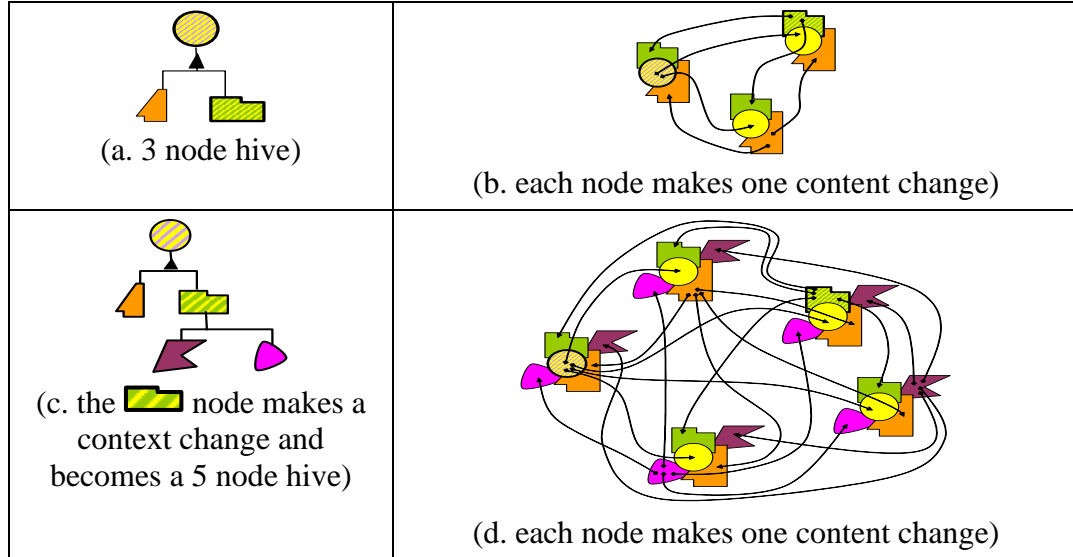 (a. 3 node hive)
(b. each node makes one content change)
(c. the node makes a
context change and
becomes a 5 node hive)
(d. each node makes one content change)